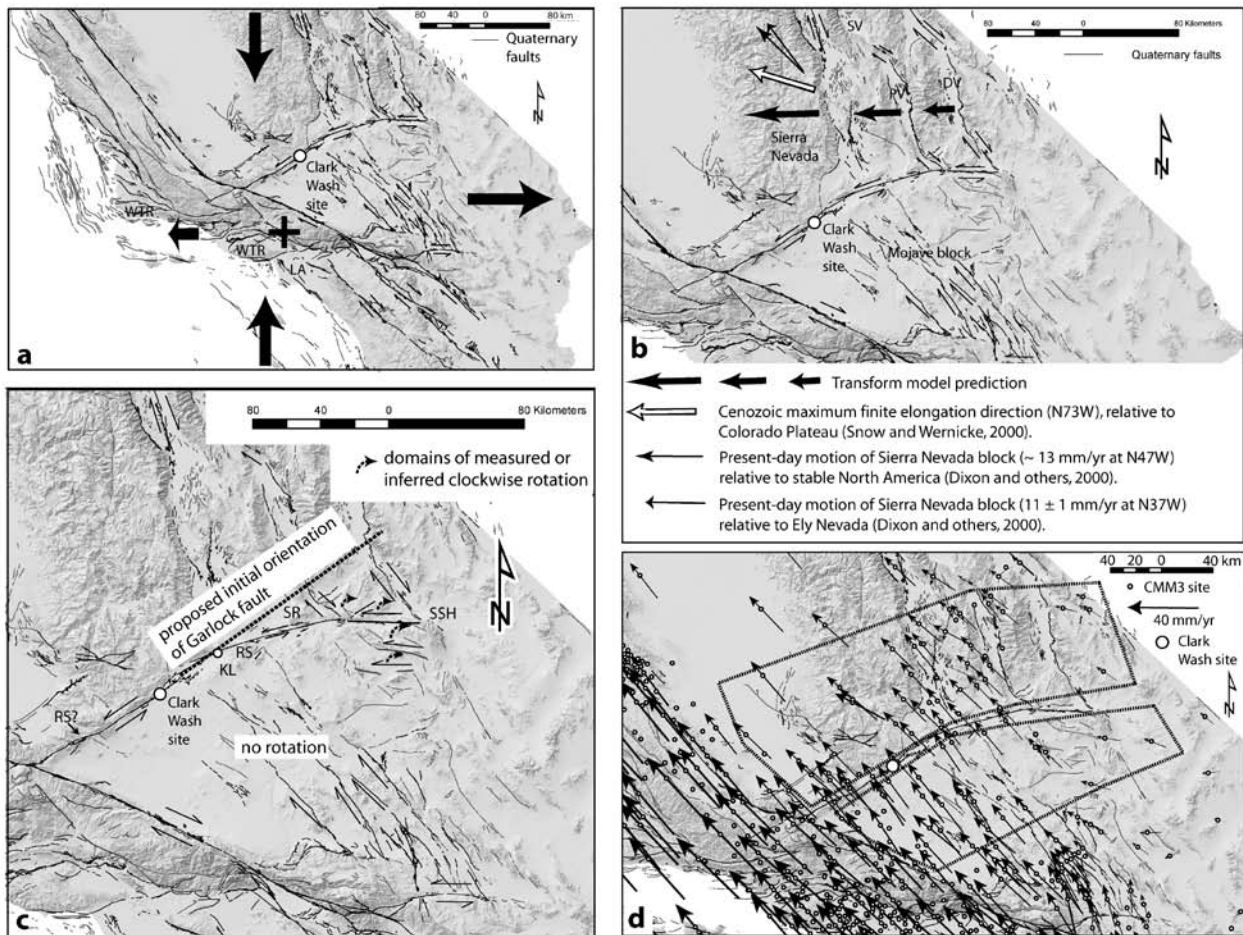 80 40 0 80 km
Quaternary
faults
N
Clark
Wash
site
WTR
WTR
LA
a
80 40 0 80 Kilometers
Quaternary faults
SV
PV
DV
N
Sierra
Nevada
Clark
Wash
site
Mojave block
b
Transform model prediction
Cenozoic maximum finite elongation direction (N73W), relative to
Colorado Plateau (Snow and Wernicke, 2000).
Present-day motion of Sierra Nevada block (~ 13 mm/yr at N47W)
relative to stable North America (Dixon and others, 2000).
Present-day motion of Sierra Nevada block (11 ± 1 mm/yr at N37W)
relative to Ely Nevada (Dixon and others, 2000).
80 40 0 80 Kilometers
domains of measured or
inferred clockwise rotation
proposed initial orientation
of Garlock fault
N
SR
SSH
RS
KL
Clark
Wash
site
RS?
no rotation
c
40 20 0 40 km
CMM3 site
40 mm/yr
Clark
Wash site
N
d